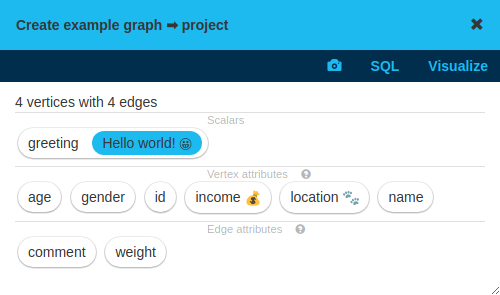 Create example graph ➡ project ✖
SQL Visualize
4 vertices with 4 edges
Scalars
greeting Hello world! 😀
Vertex attributes ?
age gender id income 💰 location 🐾 name
Edge attributes ?
comment weight